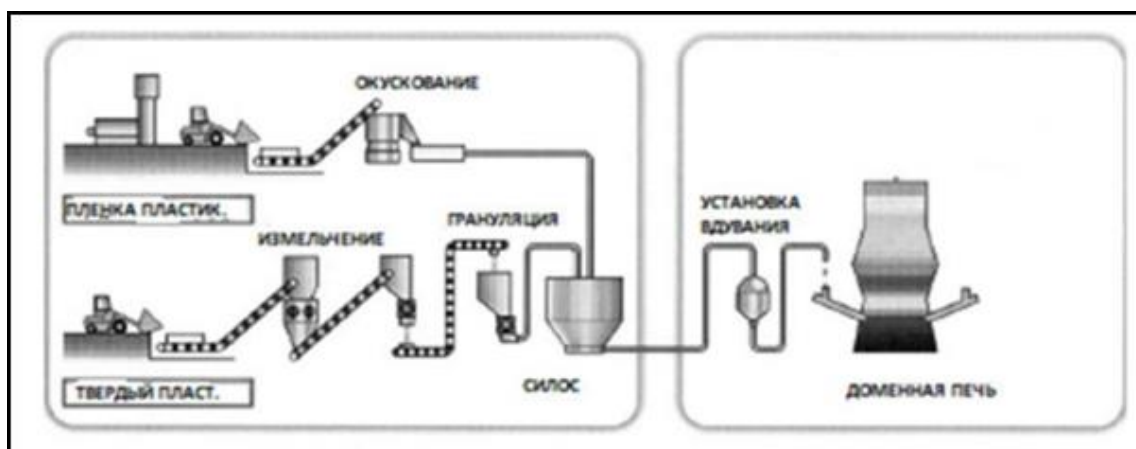 ОКУСКОВАНИЕ
ПЛЕНКА ПЛАСТИК.
ИЗМЕЛЬЧЕНИЕ
ГРАНУЛЯЦИЯ
ТВЕРДЫЙ ПЛАСТ.
СИЛОС
УСТАНОВКА
ВДУВАНИЯ
ДОМЕННАЯ ПЕЧЬ